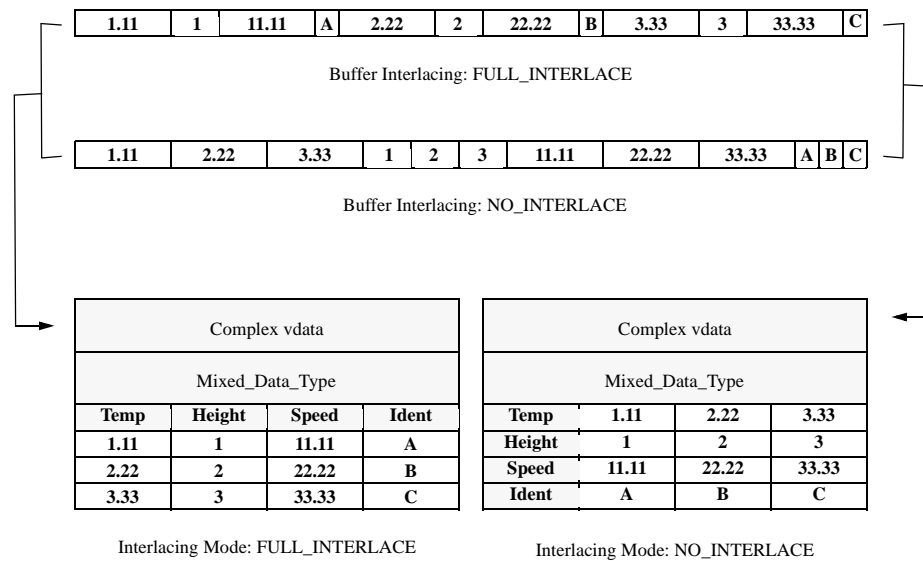 1.11 1 11.11 A 2.22 2 22.22 B 3.33 3 33.33 C
Buffer Interlacing: FULL_INTERLACE
1.11 2.22 3.33 1 2 3 11.11 22.22 33.33 A B C
Buffer Interlacing: NO_INTERLACE
Complex vdata
Mixed_Data_Type
Temp Height Speed Ident
1.11 1 11.11 A
2.22 2 22.22 B
3.33 3 33.33 C
Interlacing Mode: FULL_INTERLACE
Complex vdata
Mixed_Data_Type
Temp 1.11 2.22 3.33
Height 1 2 3
Speed 11.11 22.22 33.33
Ident A B C
Interlacing Mode: NO_INTERLACE